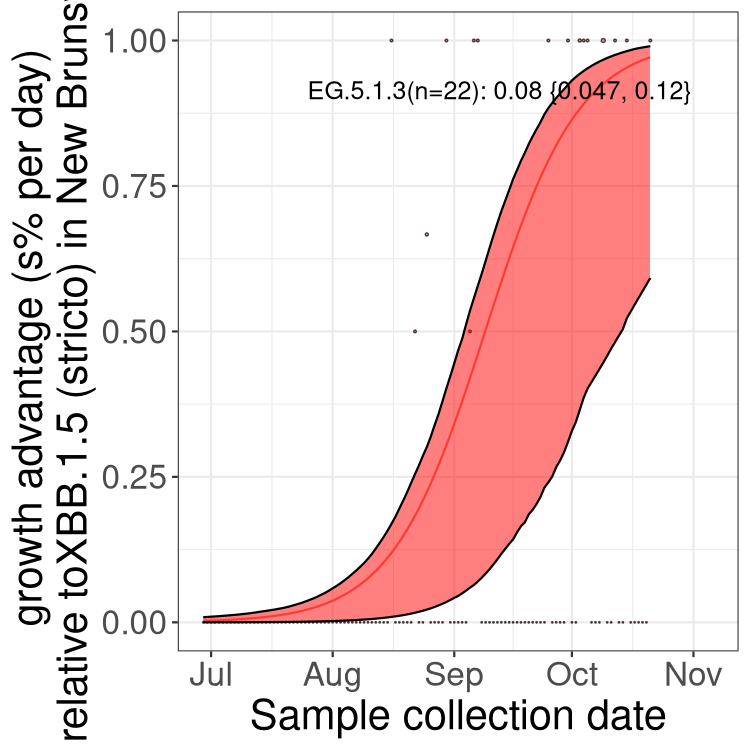 growth advantage (s% per day)
relative toXBB.1.5 (stricto) in New
1.00
0.75
0.50
0.25
0.00
EG.5.1.3(n=22): 0.08 {0.047, 0.12}
Jul Aug Sep Oct Nov
Sample collection date